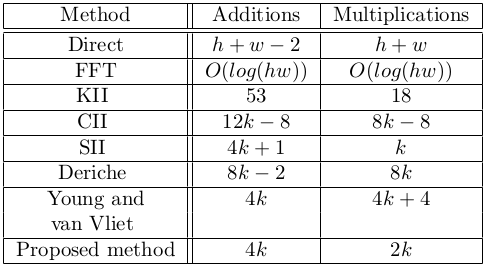 Method Additions Multiplications
Direct h + w − 2 h + w
FFT O(log(hw)) O(log(hw))
KII 53 18
CII 12k − 8 8k − 8
SII 4k + 1 k
Deriche 8k − 2 8k
Young and 4k 4k + 4
van Vliet
Proposed method 4k 2k